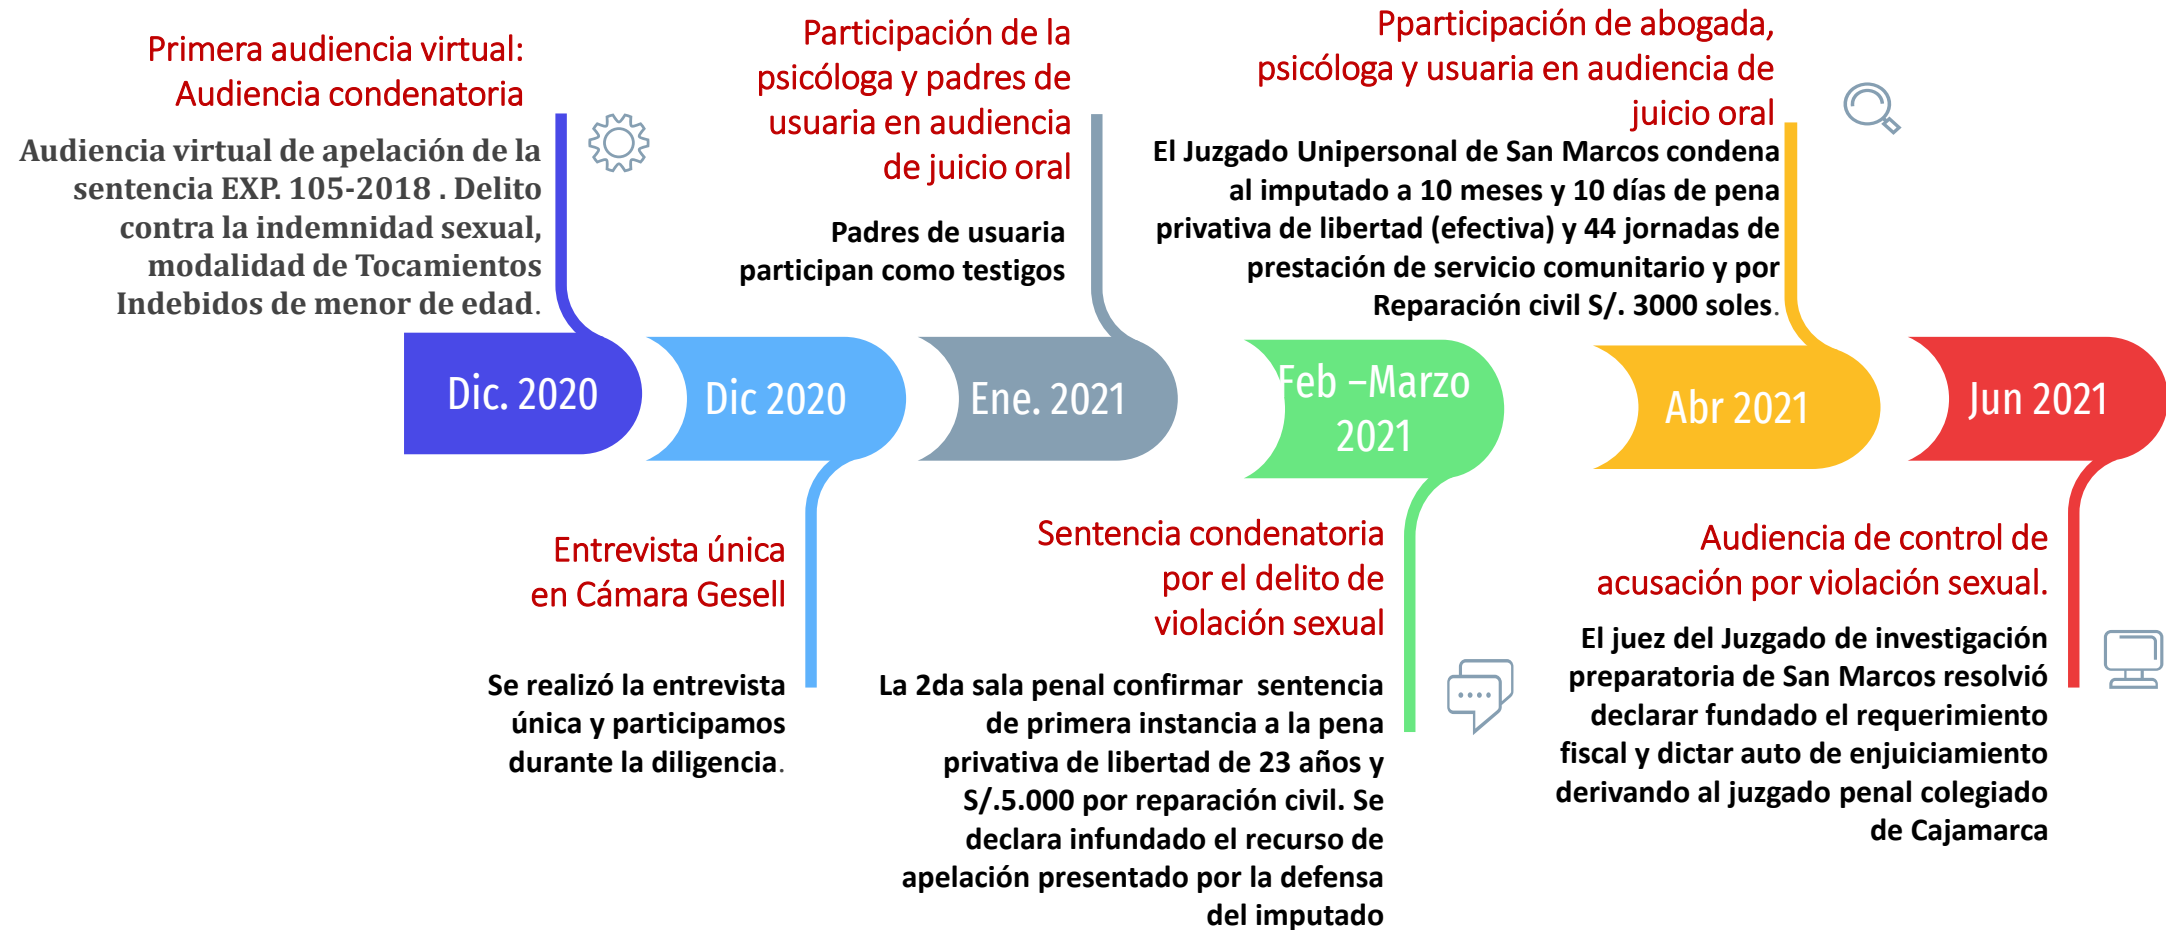 Primera audiencia virtual:
Audiencia condenatoria
Audiencia virtual de apelación de la
sentencia EXP. 105-2018 . Delito
contra la indemnidad sexual,
modalidad de Tocamientos
Indebidos de menor de edad.
Participación de la
psicóloga y padres de
usuaria en audiencia
de juicio oral
Padres de usuaria
participan como testigos
Pparticipación de abogada,
psicóloga y usuaria en audiencia de
juicio oral
El Juzgado Unipersonal de San Marcos condena
al imputado a 10 meses y 10 días de pena
privativa de libertad (efectiva) y 44 jornadas de
prestación de servicio comunitario y por
Reparación civil S/. 3000 soles.
Dic. 2020
Dic 2020
Ene. 2021
Feb –Marzo
2021
Abr 2021
Jun 2021
Entrevista única
en Cámara Gesell
Se realizó la entrevista
única y participamos
durante la diligencia.
Sentencia condenatoria
por el delito de
violación sexual
La 2da sala penal confirmar sentencia
de primera instancia a la pena
privativa de libertad de 23 años y
S/.5.000 por reparación civil. Se
declara infundado el recurso de
apelación presentado por la defensa
del imputado
Audiencia de control de
acusación por violación sexual.
El juez del Juzgado de investigación
preparatoria de San Marcos resolvió
declarar fundado el requerimiento
fiscal y dictar auto de enjuiciamiento
derivando al juzgado penal colegiado
de Cajamarca